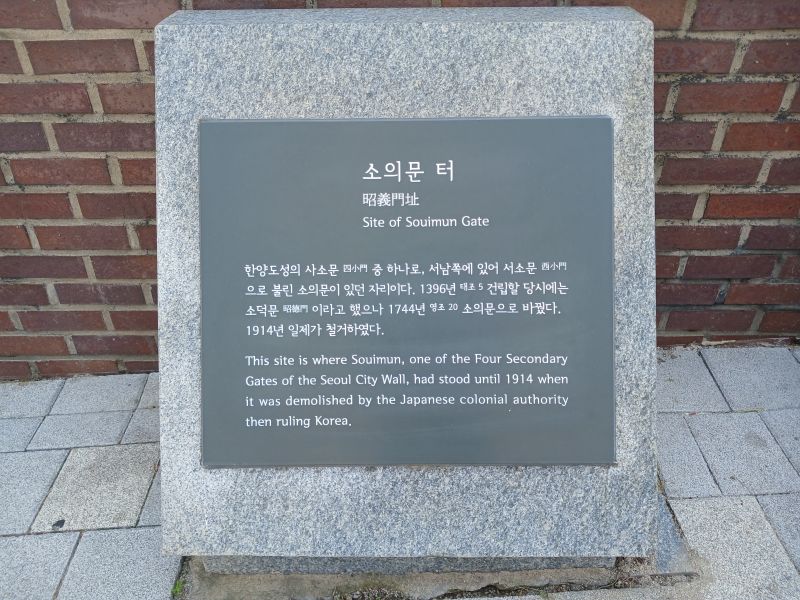 소의문 터
昭義門址
Site of Souimun Gate
한양도성의 사소문 四小門 중 하나로, 서남쪽에 있어 서소문 西小門
으로 불린 소의문이 있던 자리이다. 1396년 태조 5 건립할 당시에는
소덕문 昭德門 이라고 했으나 1744년 영조 20 소의문으로 바꿨다.
1914년 일제가 철거하였다.
This site is where Souimun, one of the Four Secondary
Gates of the Seoul City Wall, had stood until 1914 when
it was demolished by the Japanese colonial authority
then ruling Korea.